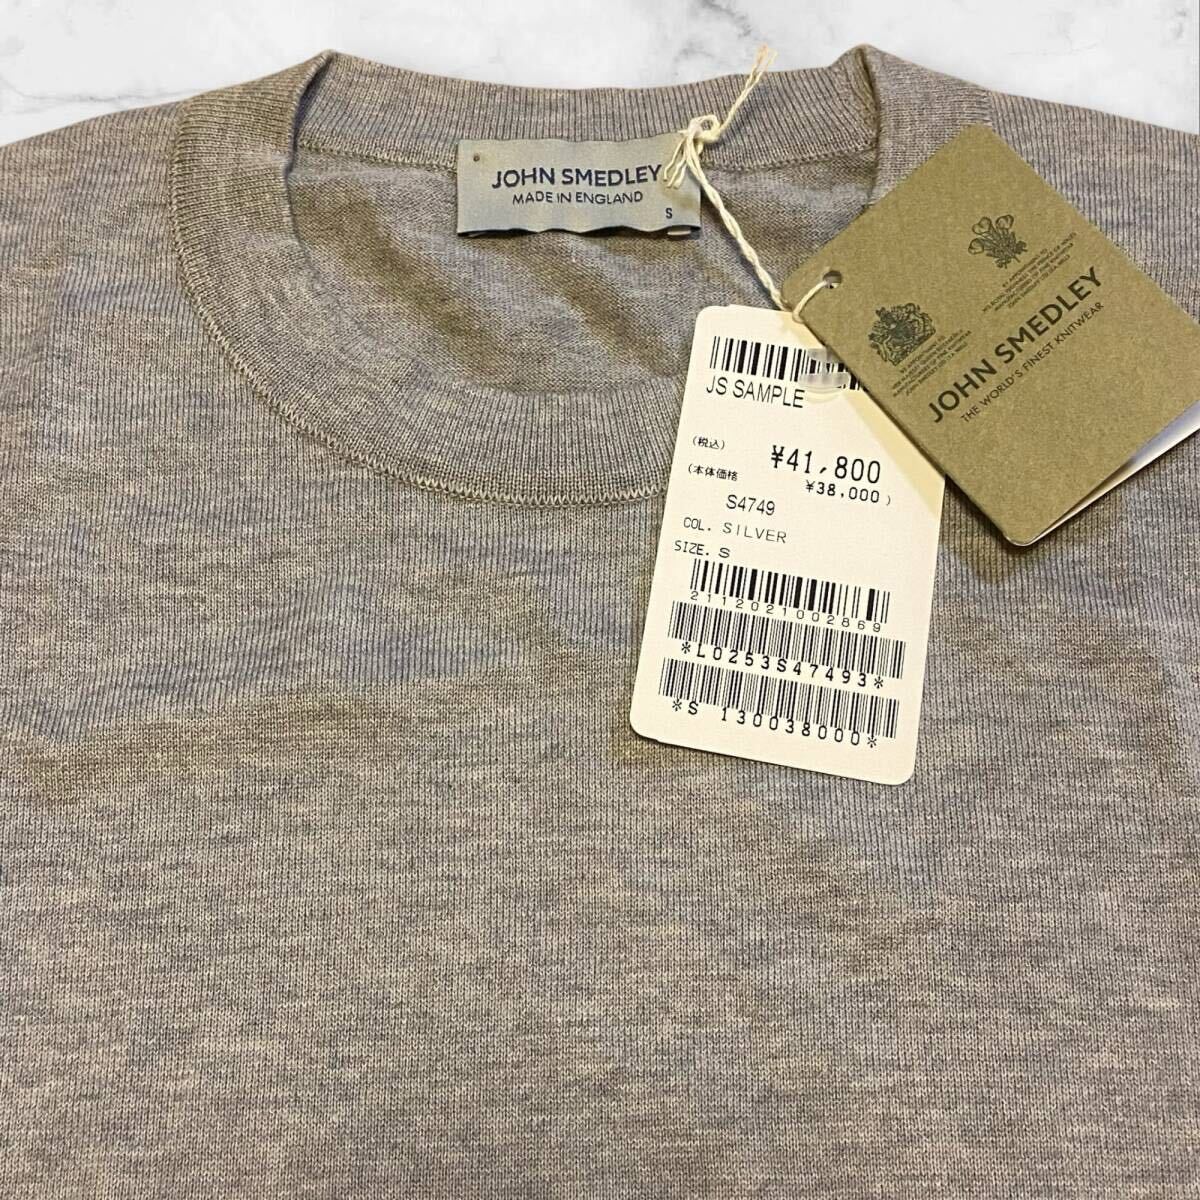 JOHN SMEDLEY
MADE IN ENGLAND
S
JOHN SMEDLEY
THE WORLD'S FINEST KNITWEAR
JS SAMPLE
(税込) ¥41,800
(本体価格 ¥38,000)
S4749
COL. SILVER
SIZE. S
2112021002869
*L0253S47493*
*S 130038000*